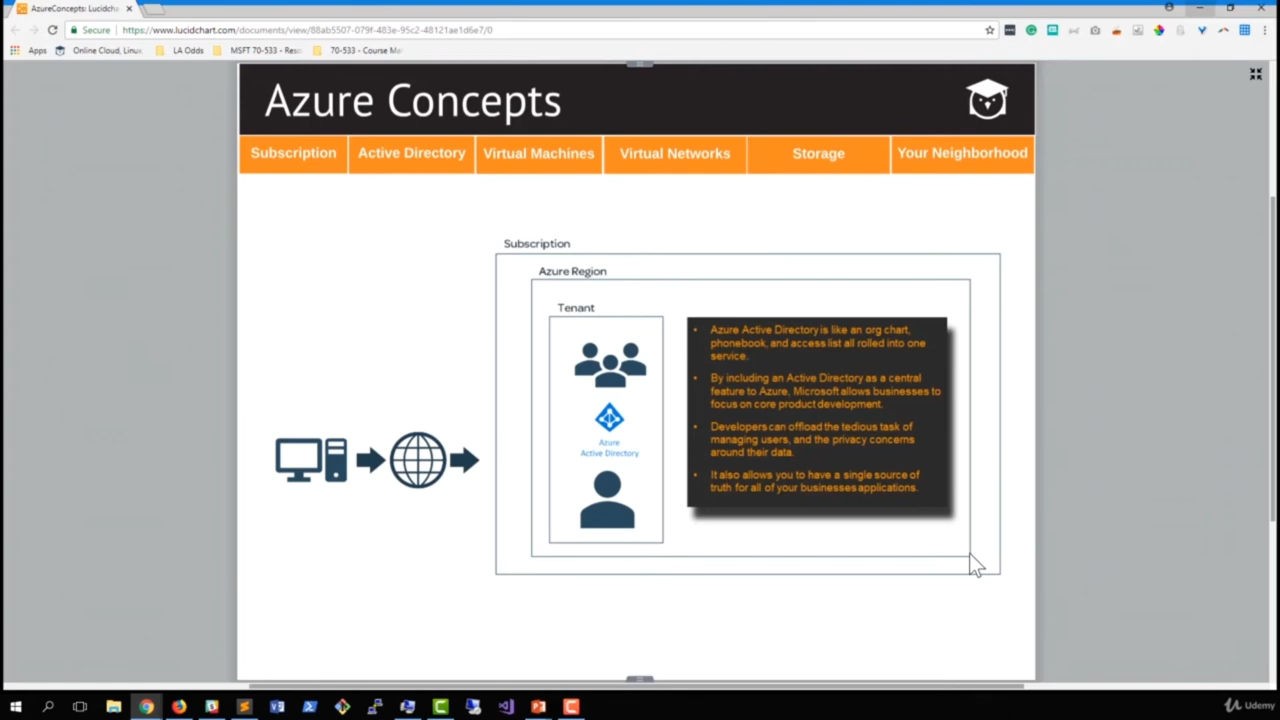 AzureConcepts: Lucidch
Secure
https://www.lucidchart.com/documents/view/88ab5507-079f-483e-95c2-48121ae1d6e7/0
Apps
Online Cloud, Linux
LA Odds
MSFT 70-533 - Reso
70-533 - Course Ma
Azure Concepts
Subscription
Active Directory
Virtual Machines
Virtual Networks
Storage
Your Neighborhood
Subscription
Azure Region
Tenant
Azure
Active Directory
• Azure Active Directory is like an org chart,
phonebook, and access list all rolled into one
service.
• By including an Active Directory as a central
feature to Azure, Microsoft allows businesses to
focus on core product development.
• Developers can offload the tedious task of
managing users, and the privacy concerns
around their data.
• It also allows you to have a single source of
truth for all of your businesses applications.
Udemy